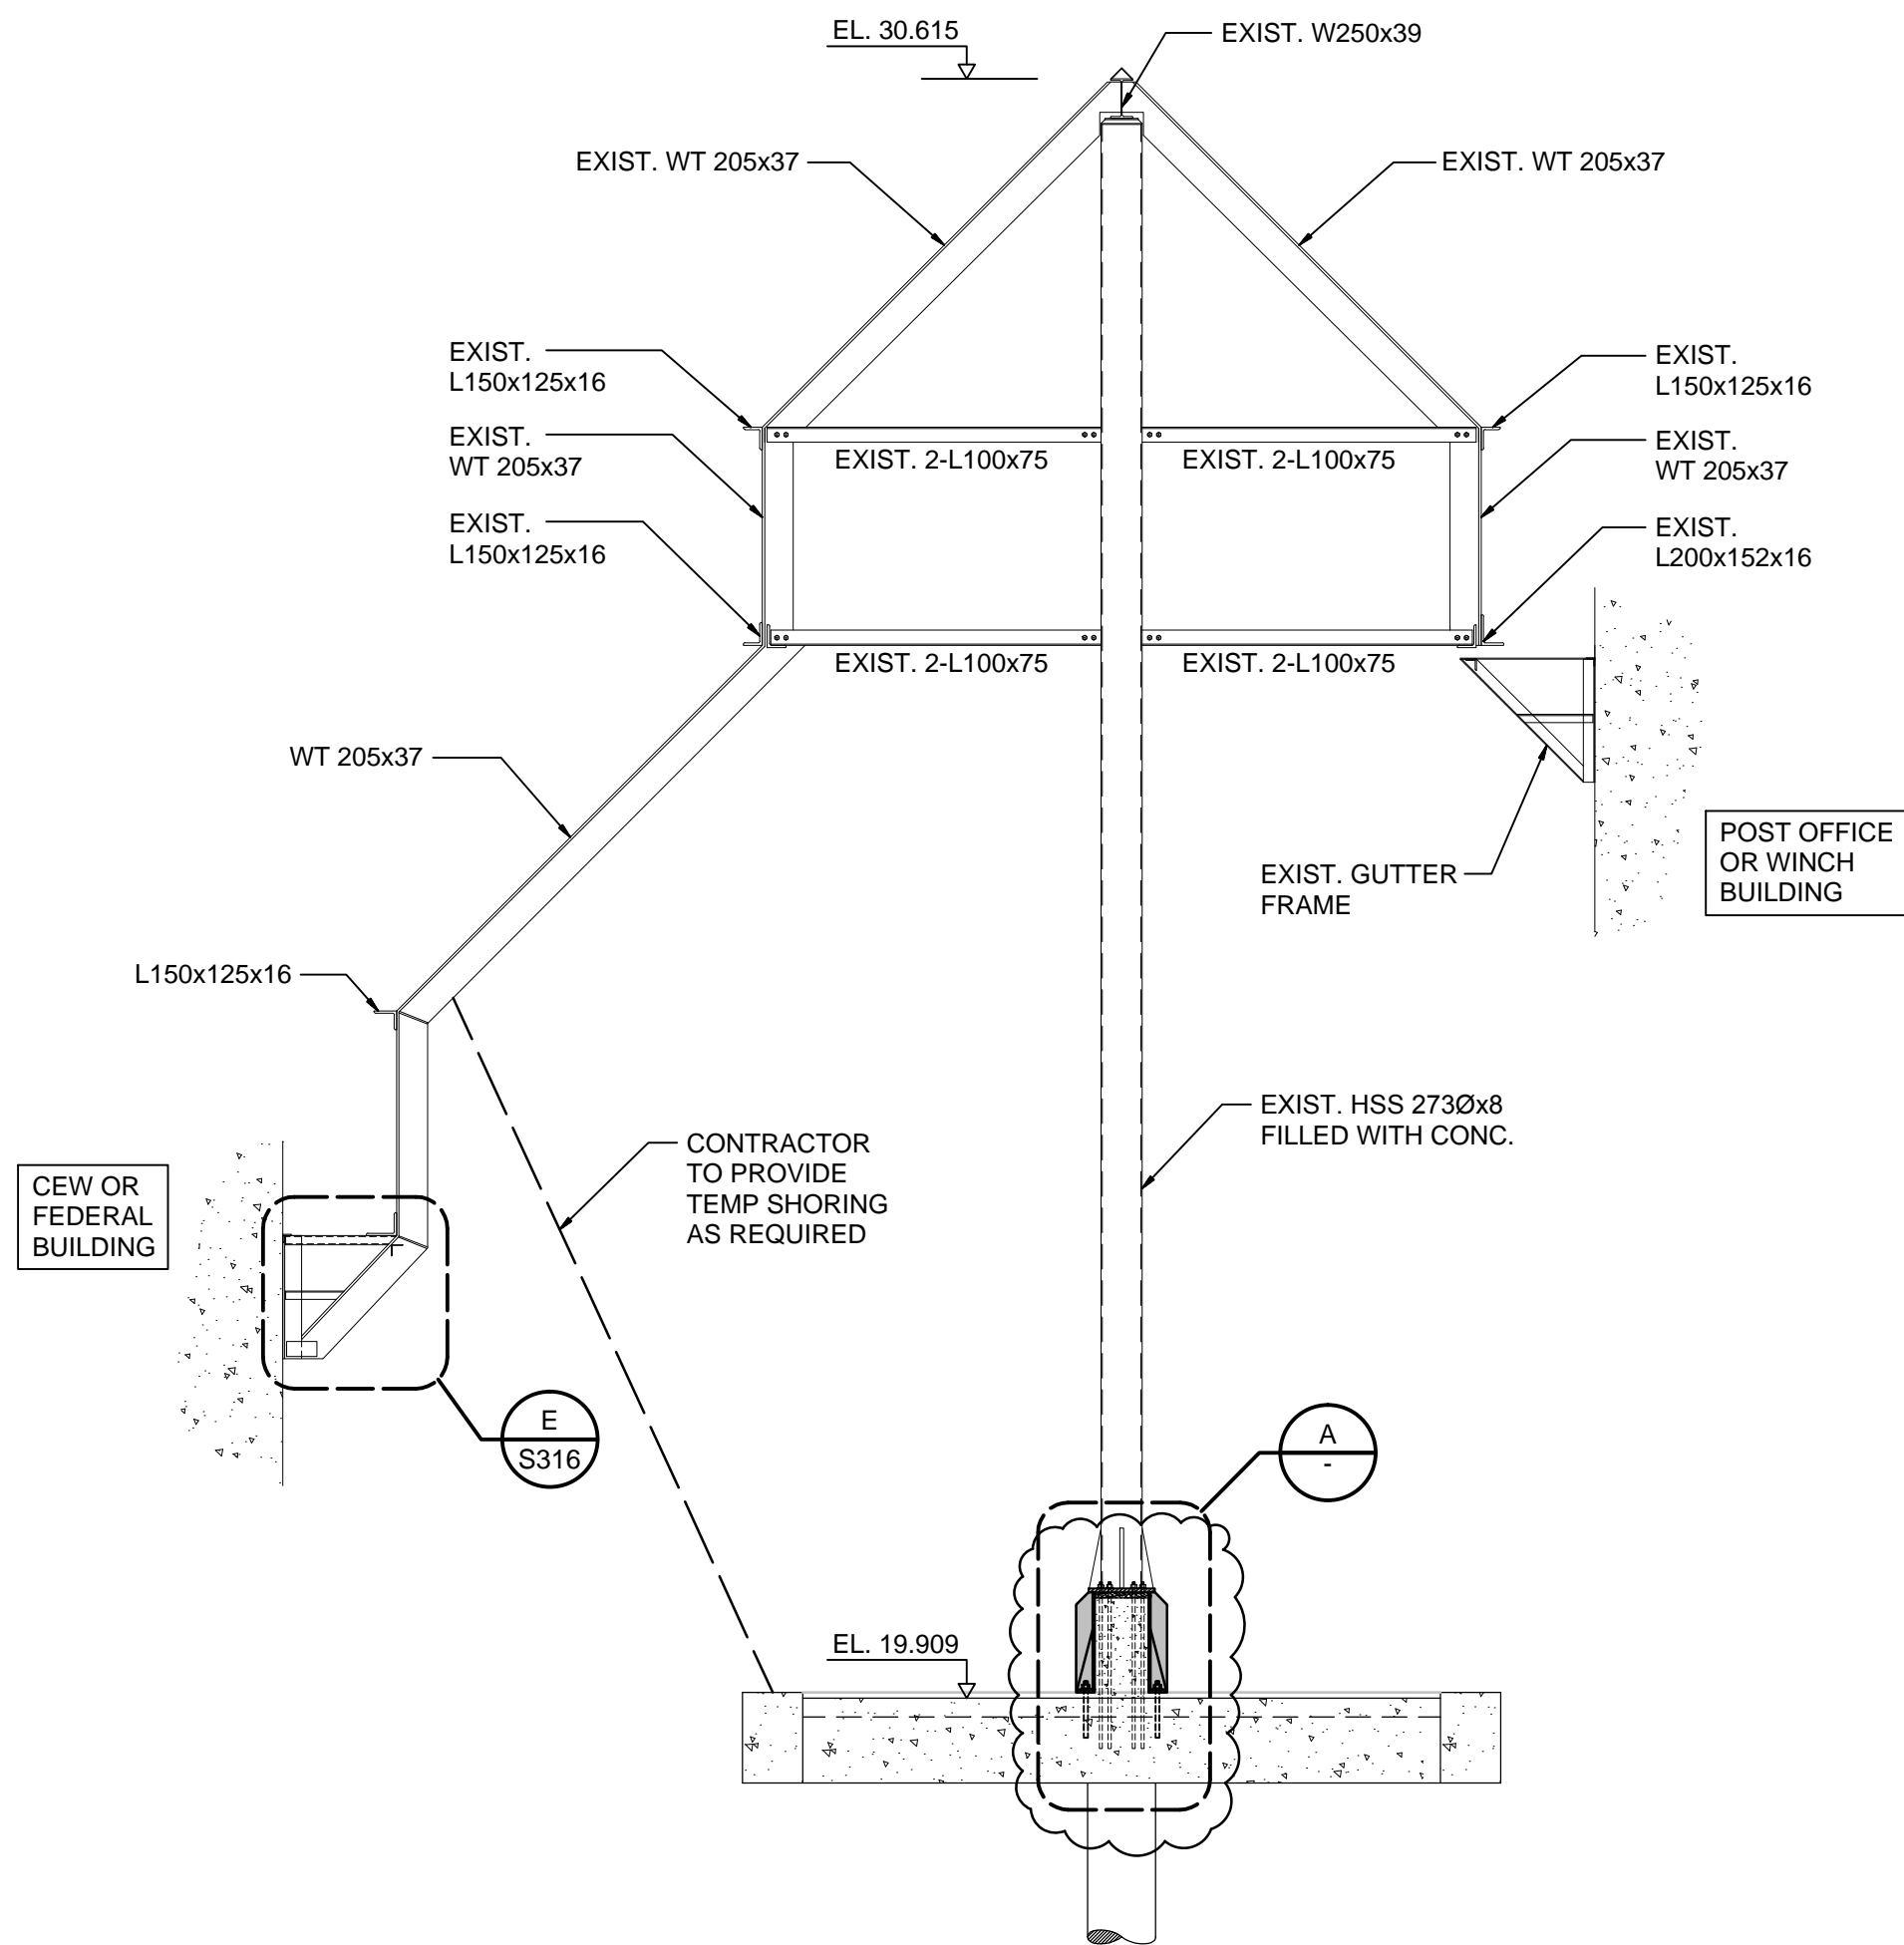 EL. 30.615
EXIST. W250x39
EXIST. WT 205x37
EXIST. WT 205x37
EXIST.
L150x125x16
EXIST.
L150x125x16
EXIST.
WT 205x37
EXIST. 2-L100x75
EXIST. 2-L100x75
EXIST.
WT 205x37
EXIST.
L150x125x16
EXIST.
L200x152x16
EXIST. 2-L100x75
EXIST. 2-L100x75
WT 205x37
POST OFFICE
OR WINCH
BUILDING
EXIST. GUTTER
FRAME
L150x125x16
EXIST. HSS 273Øx8
FILLED WITH CONC.
CONTRACTOR
TO PROVIDE
TEMP SHORING
AS REQUIRED
CEW OR
FEDERAL
BUILDING
E
S316
A
-
EL. 19.909